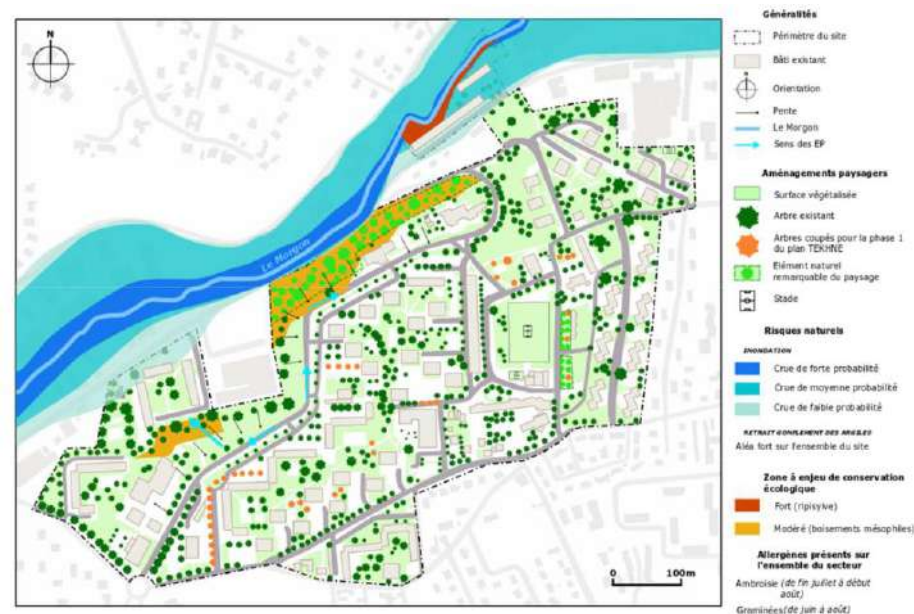 N
Le Morgon
0 100m
Généralités
Périmètre du site
Bâti existant
N
Orientation
Pente
Le Morgon
Sens des EP
Aménagements paysagers
Surface végétalisée
Arbre existant
Arbres coupés pour la phase 1
du plan TEKHNE
Elément naturel
remarquable du paysage
Stade
Risques naturels
INONDATION
Crue de forte probabilité
Crue de moyenne probabilité
Crue de faible probabilité
RETRAIT GONFLEMENT DES ARGILES
Aléa fort sur l'ensemble du site
Zone à enjeu de conservation
écologique
Fort (ripisylve)
Modéré (boisements mésophiles)
Allergènes présents sur
l'ensemble du secteur
Ambroisie (de fin juillet à début
août)
Graminées (de juin à août)